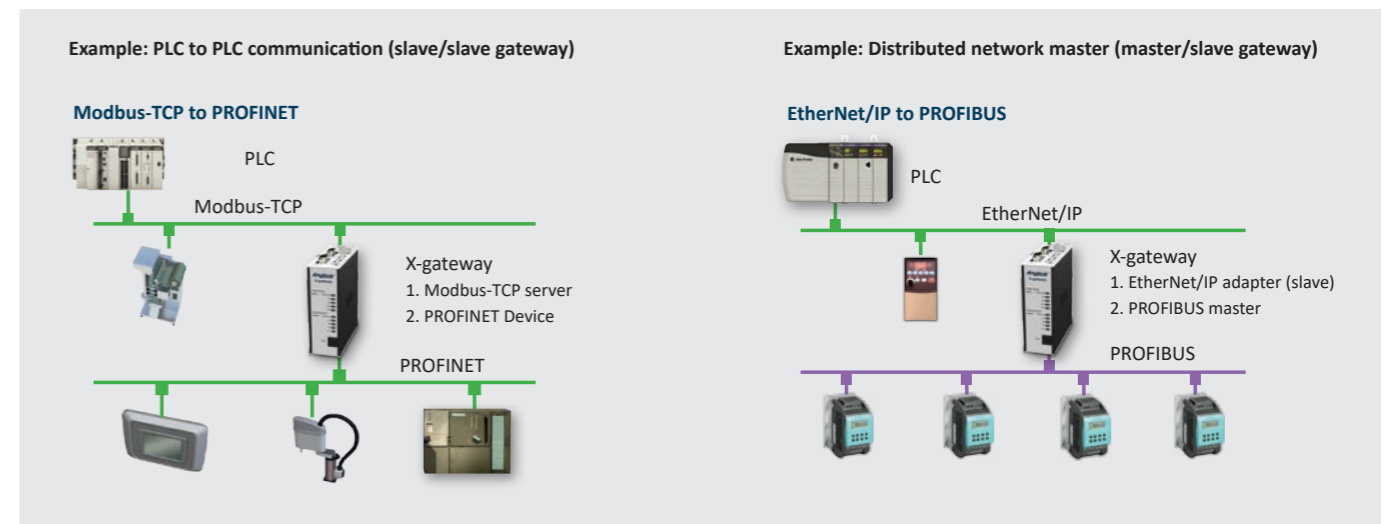 Example: PLC to PLC communication (slave/slave gateway)
Modbus-TCP to PROFINET
PLC
Modbus-TCP
X-gateway
1. Modbus-TCP server
2. PROFINET Device
PROFINET
Example: Distributed network master (master/slave gateway)
EtherNet/IP to PROFIBUS
PLC
EtherNet/IP
X-gateway
1. EtherNet/IP adapter (slave)
2. PROFIBUS master
PROFIBUS